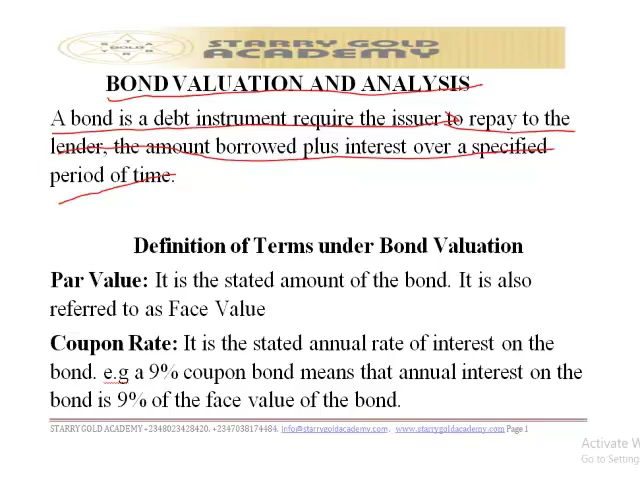 STARRY GOLD
ACADEMY
BOND VALUATION AND ANALYSIS
A bond is a debt instrument require the issuer to repay to the
lender, the amount borrowed plus interest over a specified
period of time.
Definition of Terms under Bond Valuation
Par Value: It is the stated amount of the bond. It is also
referred to as Face Value
Coupon Rate: It is the stated annual rate of interest on the
bond. e.g a 9% coupon bond means that annual interest on the
bond is 9% of the face value of the bond.
STARRY GOLD ACADEMY +2348023428420, +2347038174484, info@starrygoldacademy.com, www.starrygoldacademy.com Page 1
Activate W
Go to Setting